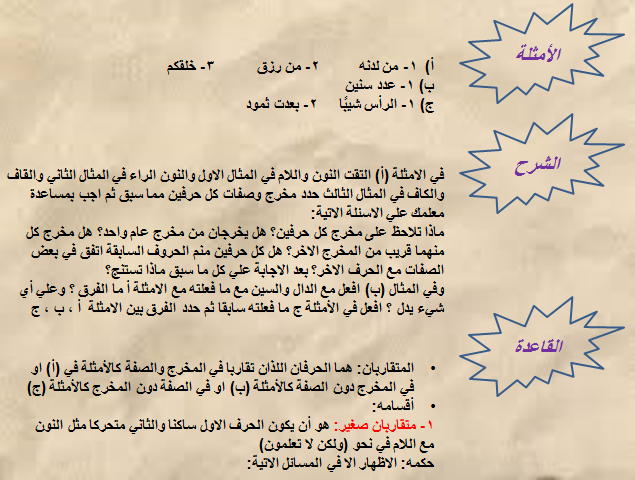 الأمثلة
أ) ١- من لدنه ٢- من رزق ٣- خلقكم
ب) ١- عدد سنين
ج) ١- الرأس شيبًا ٢- بعدت ثمود
الشرح
في الامثلة (أ) التقت النون واللام في المثال الاول والنون الراء في المثال الثاني والقاف
والكاف في المثال الثالث حدد مخرج وصفات كل حرفين مما سبق ثم اجب بمساعدة
معلمك علي الاسئلة الاتية:
ماذا تلاحظ على مخرج كل حرفين؟ هل يخرجان من مخرج عام واحد؟ هل مخرج كل
منهما قريب من المخرج الاخر؟ هل كل حرفين منم الحروف السابقة اتفق في بعض
الصفات مع الحرف الاخر؟ بعد الاجابة علي كل ما سبق ماذا تستنج؟
وفي المثال (ب) افعل مع الدال والسين مع ما فعلته مع الامثلة أ ما الفرق ؟ وعلي أي
شيء يدل ؟ افعل في الأمثلة ج ما فعلته سابقا ثم حدد الفرق بين الامثلة أ ، ب ، ج
القاعدة
• المتقاربان: هما الحرفان اللذان تقاربا في المخرج والصفة كالأمثلة في (أ) او
في المخرج دون الصفة كالأمثلة (ب) او في الصفة دون المخرج كالأمثلة (ج)
• أقسامه:
١- متقاربان صغير: هو أن يكون الحرف الاول ساكنا والثاني متحركا مثل النون
مع اللام في نحو (ولكن لا تعلمون)
حكمه: الاظهار الا في المسائل الاتية: